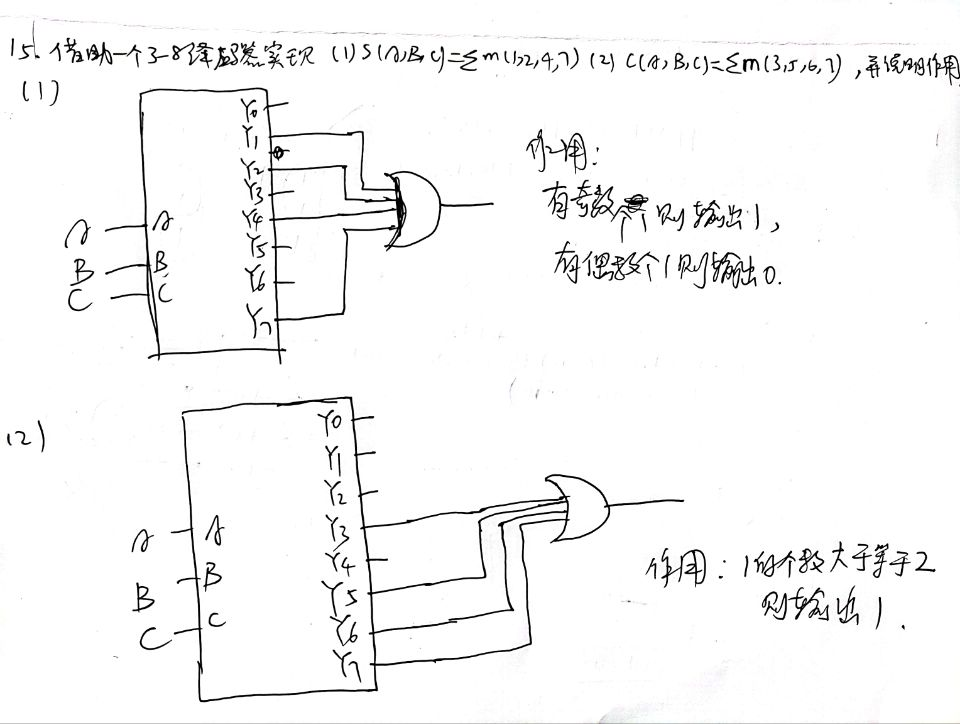 15. 借助一个3-8译码器实现 (1) S(A,B,C)=∑m(1,2,4,7) (2) C(A,B,C)=∑m(3,5,6,7), 并说明作用
(1)
Y0
Y1
Y2
Y3
Y4
Y5
Y6
Y7
A A
B B
C C
作用:
有奇数个1则输出1,
有偶数个1则输出0.
(2)
Y0
Y1
Y2
Y3
Y4
Y5
Y6
Y7
A A
B B
C C
作用: 1的个数大于等于2
则输出1.